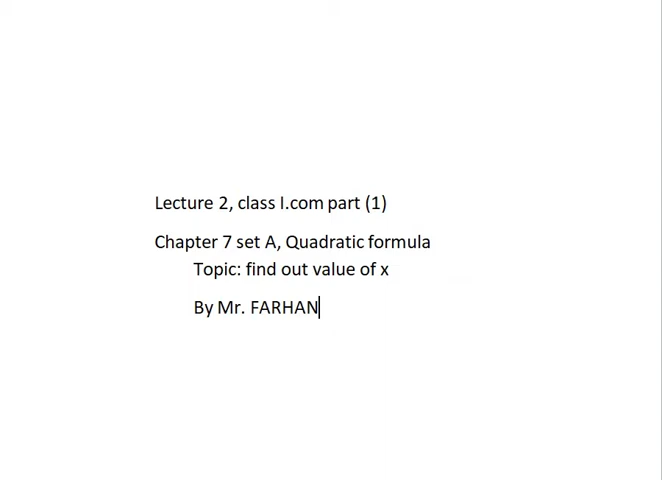 Lecture 2, class I.com part (1)
Chapter 7 set A, Quadratic formula
Topic: find out value of x
By Mr. FARHAN